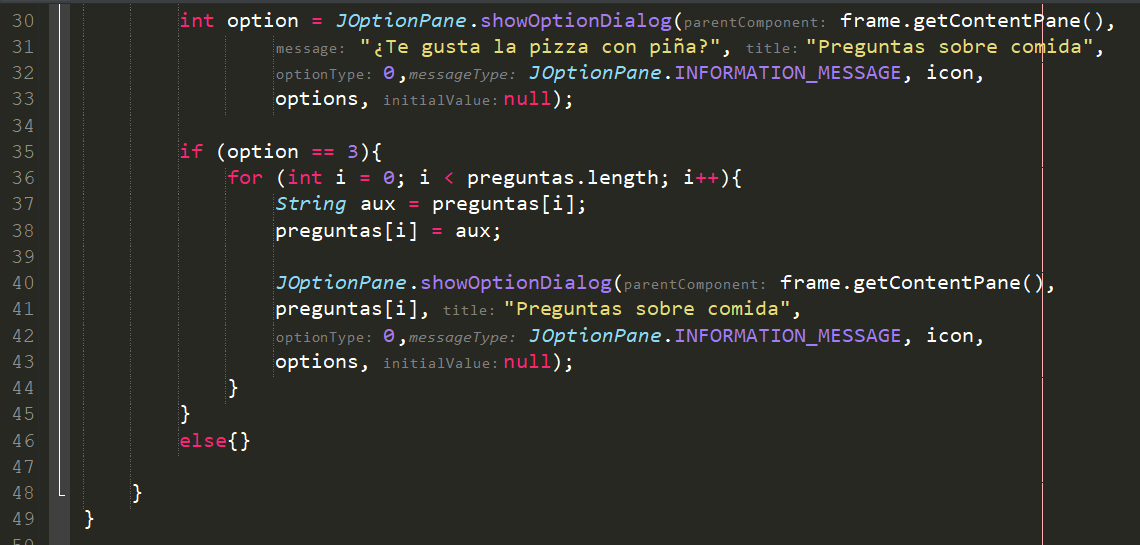 30 int option = JOptionPane.showOptionDialog(parentComponent: frame.getContentPane(),
31 message: "¿Te gusta la pizza con piña?", title: "Preguntas sobre comida",
32 optionType: 0,messageType: JOptionPane.INFORMATION_MESSAGE, icon,
33 options, initialValue: null);
34
35 if (option == 3){
36 for (int i = 0; i < preguntas.length; i++){
37 String aux = preguntas[i];
38 preguntas[i] = aux;
39
40 JOptionPane.showOptionDialog(parentComponent: frame.getContentPane(),
41 preguntas[i], title: "Preguntas sobre comida",
42 optionType: 0,messageType: JOptionPane.INFORMATION_MESSAGE, icon,
43 options, initialValue: null);
44 }
45 }
46 else{}
47
48 }
49 }
50